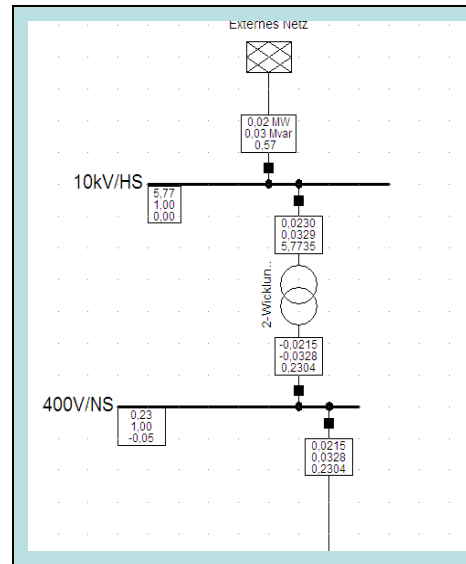 Externes Netz
0,02 MW
0,03 Mvar
0,57
10kV/HS
5,77
1,00
0,00
0,0230
0,0329
5,7735
2-Wicklun..
-0,0215
-0,0328
0,2304
400V/NS
0,23
1,00
-0,05
0,0215
0,0328
0,2304